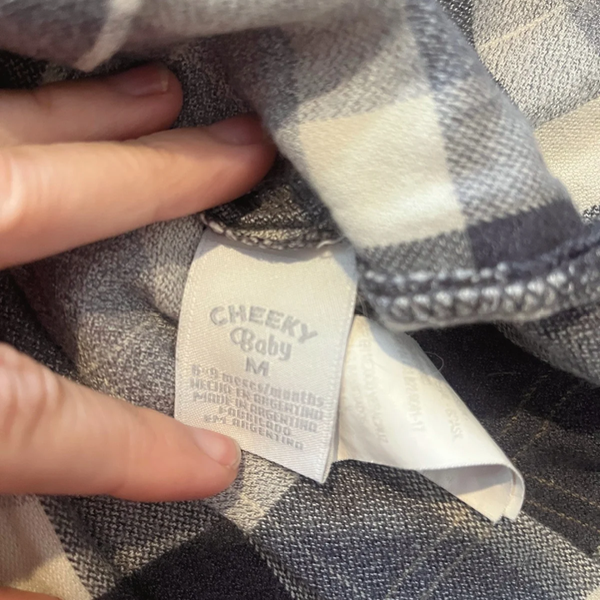 CHEEKY
Baby
M
6-9 meses/months
HECHO EN ARGENTINA
MADE IN ARGENTINA
FABRICADO
EM ARGENTINA